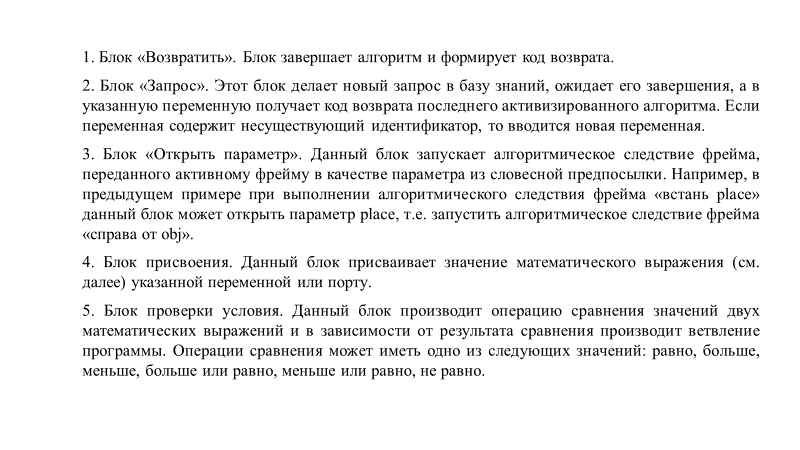 1. Блок «Возвратить». Блок завершает алгоритм и формирует код возврата.
2. Блок «Запрос». Этот блок делает новый запрос в базу знаний, ожидает его завершения, а в
указанную переменную получает код возврата последнего активизированного алгоритма. Если
переменная содержит несуществующий идентификатор, то вводится новая переменная.
3. Блок «Открыть параметр». Данный блок запускает алгоритмическое следствие фрейма,
переданного активному фрейму в качестве параметра из словесной предпосылки. Например, в
предыдущем примере при выполнении алгоритмического следствия фрейма «встань place»
данный блок может открыть параметр place, т.е. запустить алгоритмическое следствие фрейма
«справа от obj».
4. Блок присвоения. Данный блок присваивает значение математического выражения (см.
далее) указанной переменной или порту.
5. Блок проверки условия. Данный блок производит операцию сравнения значений двух
математических выражений и в зависимости от результата сравнения производит ветвление
программы. Операции сравнения может иметь одно из следующих значений: равно, больше,
меньше, больше или равно, меньше или равно, не равно.